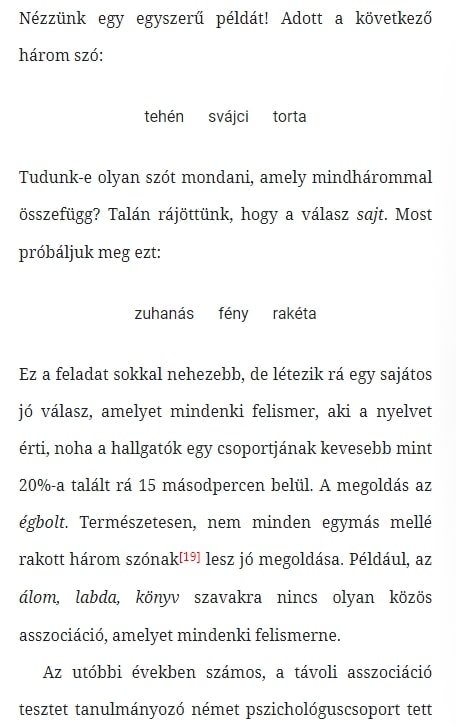 Nézzünk egy egyszerű példát! Adott a következő
három szó:
tehén svájci torta
Tudunk-e olyan szót mondani, amely mindhárommal
összefügg? Talán rájöttünk, hogy a válasz sajt. Most
próbáljuk meg ezt:
zuhanás fény rakéta
Ez a feladat sokkal nehezebb, de létezik rá egy sajátos
jó válasz, amelyet mindenki felismer, aki a nyelvet
érti, noha a hallgatók egy csoportjának kevesebb mint
20%-a talált rá 15 másodpercen belül. A megoldás az
égbolt. Természetesen, nem minden egymás mellé
rakott három szónak[19] lesz jó megoldása. Például, az
álom, labda, könyv szavakra nincs olyan közös
asszociáció, amelyet mindenki felismerne.
Az utóbbi években számos, a távoli asszociáció
tesztet tanulmányozó német pszichológuscsoport tett